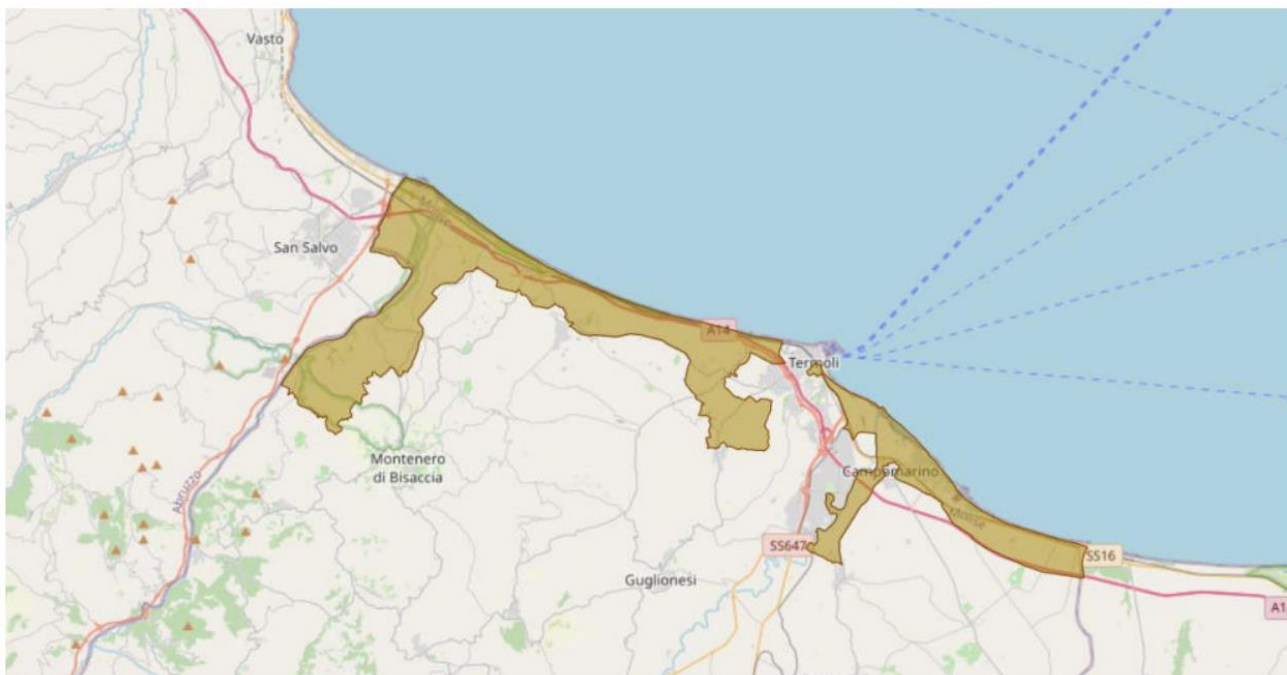 Vasto
Molise
San Salvo
A14
Termoli
Montenero
di Bisaccia
Campomarino
Abruzzo
Molise
SS647
SS16
Guglionesi
A1